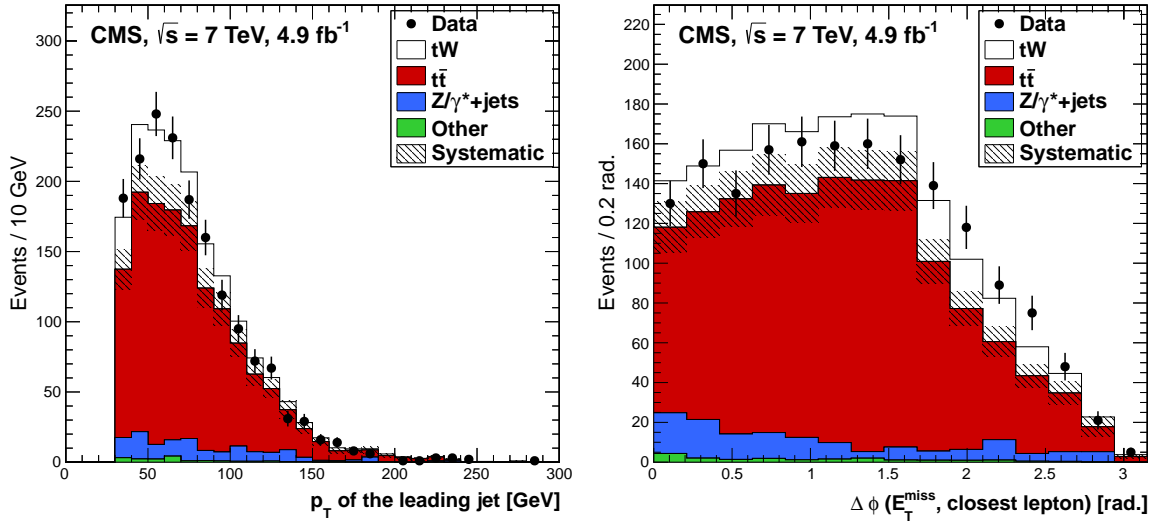 CMS, √s = 7 TeV, 4.9 fb⁻¹
Data
tW
tt̄
Z/γ*+jets
Other
Systematic
Events / 10 GeV
300
250
200
150
100
50
0
0 50 100 150 200 250 300
p_T of the leading jet [GeV]
CMS, √s = 7 TeV, 4.9 fb⁻¹
Data
tW
tt̄
Z/γ*+jets
Other
Systematic
Events / 0.2 rad.
220
200
180
160
140
120
100
80
60
40
20
0
0 0.5 1 1.5 2 2.5 3
Δ ϕ (E_T^miss, closest lepton) [rad.]